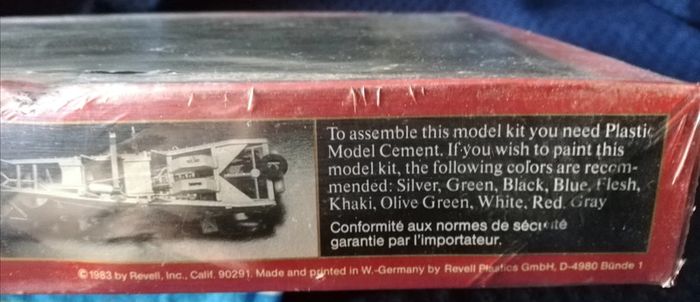 To assemble this model kit you need Plastic
Model Cement. If you wish to paint this
model kit, the following colors are recom-
mended: Silver, Green, Black, Blue, Flesh,
Khaki, Olive Green, White, Red, Gray
Conformité aux normes de sécurité
garantie par l'importateur.
©1983 by Revell, Inc., Calif. 90291. Made and printed in W.-Germany by Revell Plastics GmbH, D-4980 Bünde 1